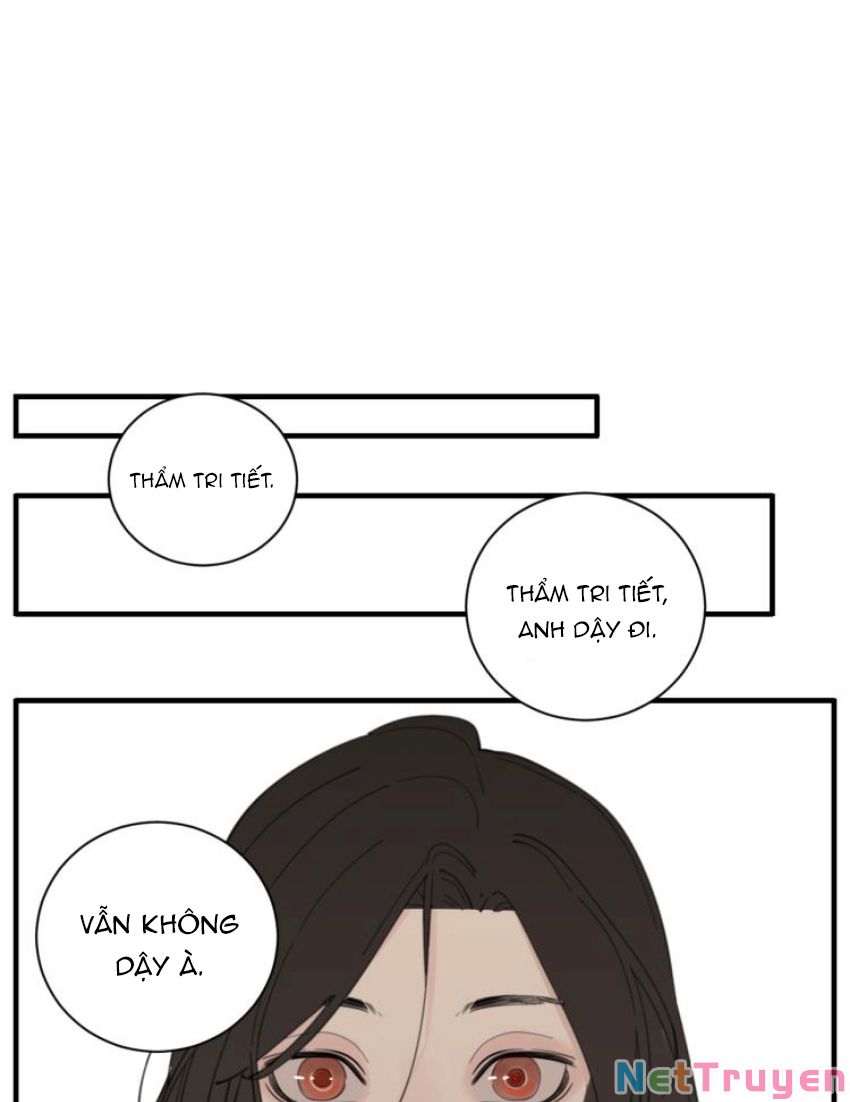 THẨM TRI TIẾT.
THẨM TRI TIẾT,
ANH DẬY ĐI.
VẪN KHÔNG
DẬY À.
NETTRUYEN